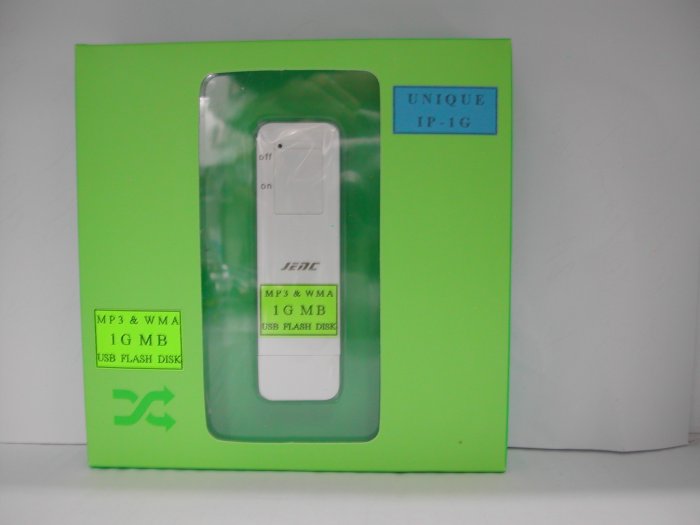 UNIQUE
IP-1G
off
on
JENC
MP3 & WMA
1G MB
USB FLASH DISK
MP3 & WMA
1G MB
USB FLASH DISK